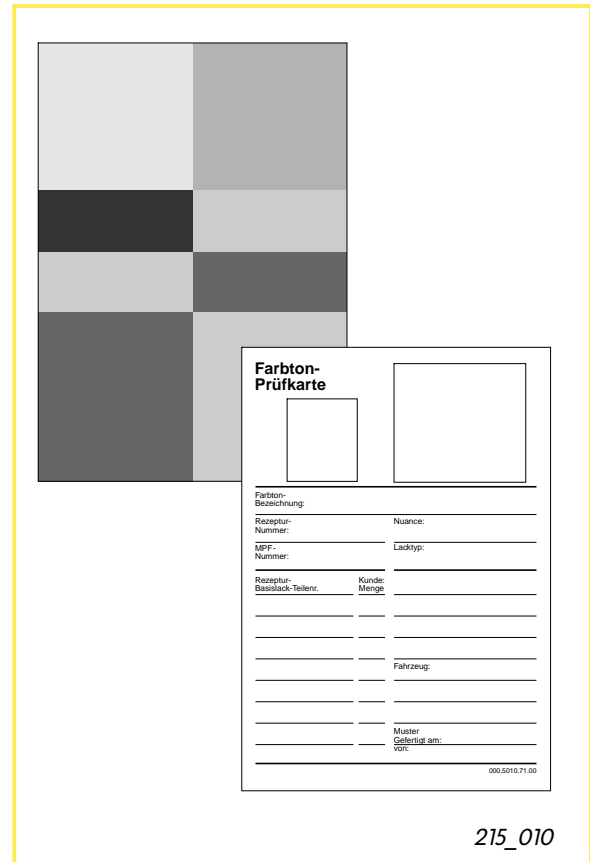 Farbton-
Prüfkarte
Farbton-
Bezeichnung:
Rezeptur-
Nummer:
Nuance:
MPF-
Nummer:
Lacktyp:
Rezeptur-
Basislack-Teilenr.
Kunde:
Menge
Fahrzeug:
Muster
Gefertigt am:
von:
000.5010.71.00
215_010